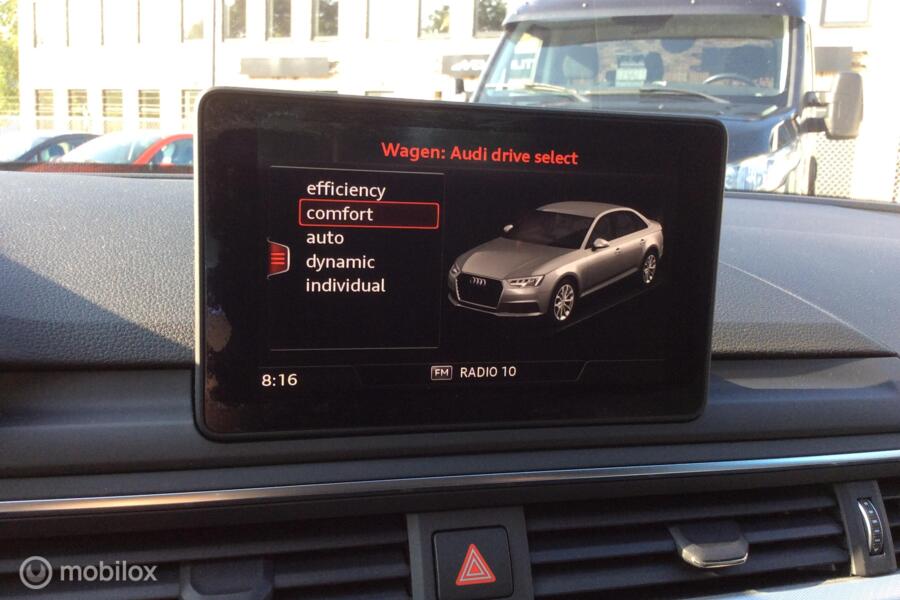 Wagen: Audi drive select
efficiency
comfort
auto
dynamic
individual
8:16
FM RADIO 10
mobilox